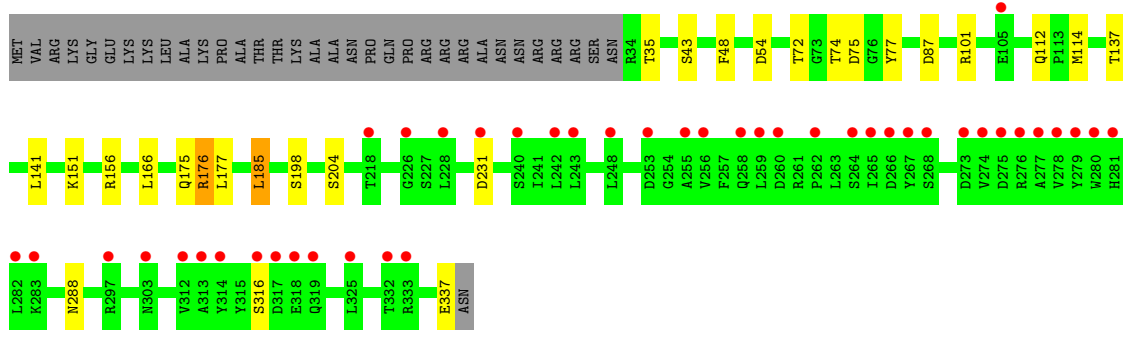 MET VAL ARG LYS GLY GLU LYS LYS LEU ALA LYS PRO ALA THR THR LYS ALA ALA ASN PRO GLN PRO ARG ARG ARG ALA ASN ASN ARG ARG ARG SER ASN R34 T35 S43 F48 D54 T72 G73 T74 D75 G76 Y77 D87 R101 E105 Q112 P113 M114 T137
L141 K151 R156 L166 Q175 R176 L177 L185 S198 S204 T218 G226 S227 L228 D231 S240 I241 L242 L243 L248 D253 G254 A255 V256 F257 Q258 L259 D260 R261 P262 L263 S264 I265 D266 Y267 S268 D273 V274 D275 R276 A277 V278 Y279 W280 H281
L282 K283 N288 R297 N303 V312 A313 Y314 Y315 S316 D317 E318 Q319 L325 T332 R333 E337 ASN